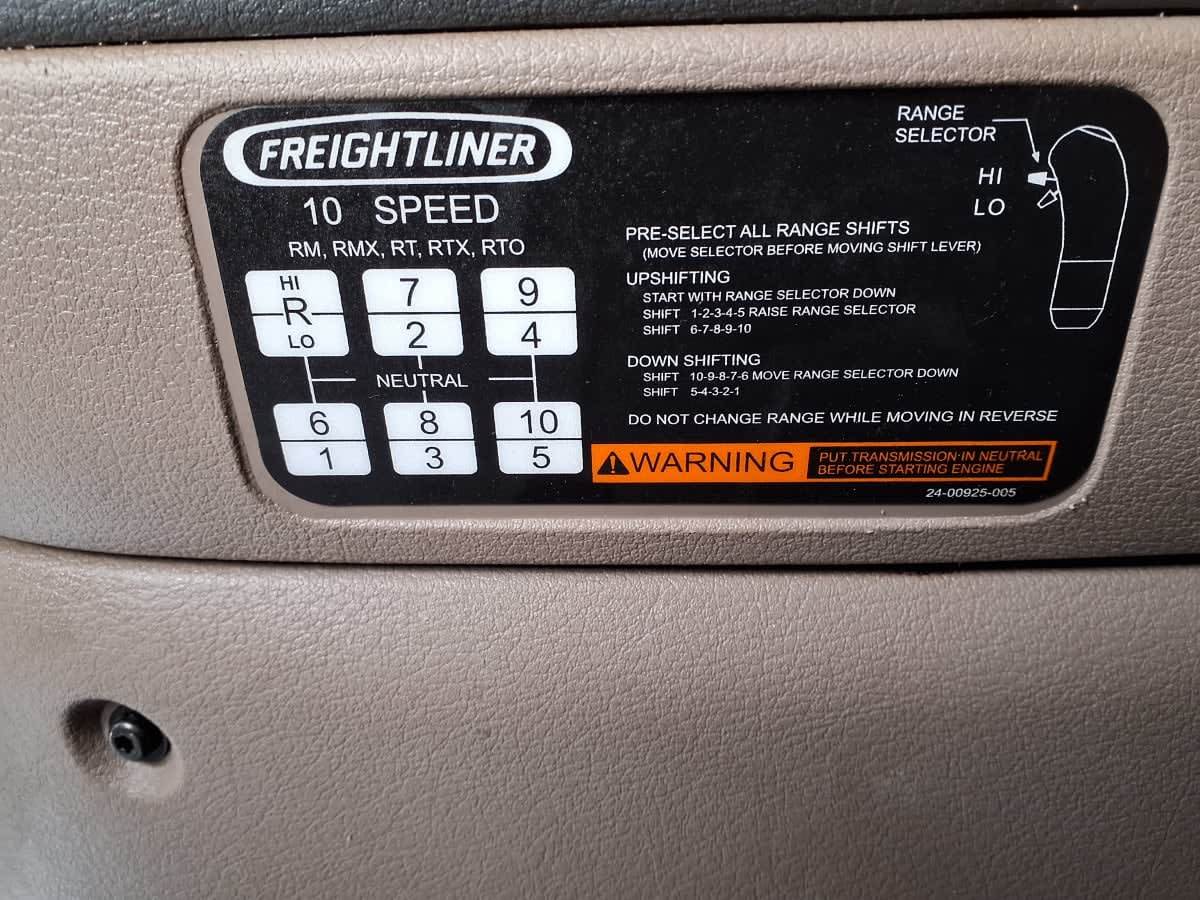 FREIGHTLINER
10 SPEED
RM, RMX, RT, RTX, RTO
HI
R
LO
7
2
9
4
NEUTRAL
6
1
8
3
10
5
RANGE
SELECTOR
HI
LO
PRE-SELECT ALL RANGE SHIFTS
(MOVE SELECTOR BEFORE MOVING SHIFT LEVER)
UPSHIFTING
START WITH RANGE SELECTOR DOWN
SHIFT 1-2-3-4-5 RAISE RANGE SELECTOR
SHIFT 6-7-8-9-10
DOWN SHIFTING
SHIFT 10-9-8-7-6 MOVE RANGE SELECTOR DOWN
SHIFT 5-4-3-2-1
DO NOT CHANGE RANGE WHILE MOVING IN REVERSE
WARNING
PUT TRANSMISSION IN NEUTRAL
BEFORE STARTING ENGINE
24-00925-005